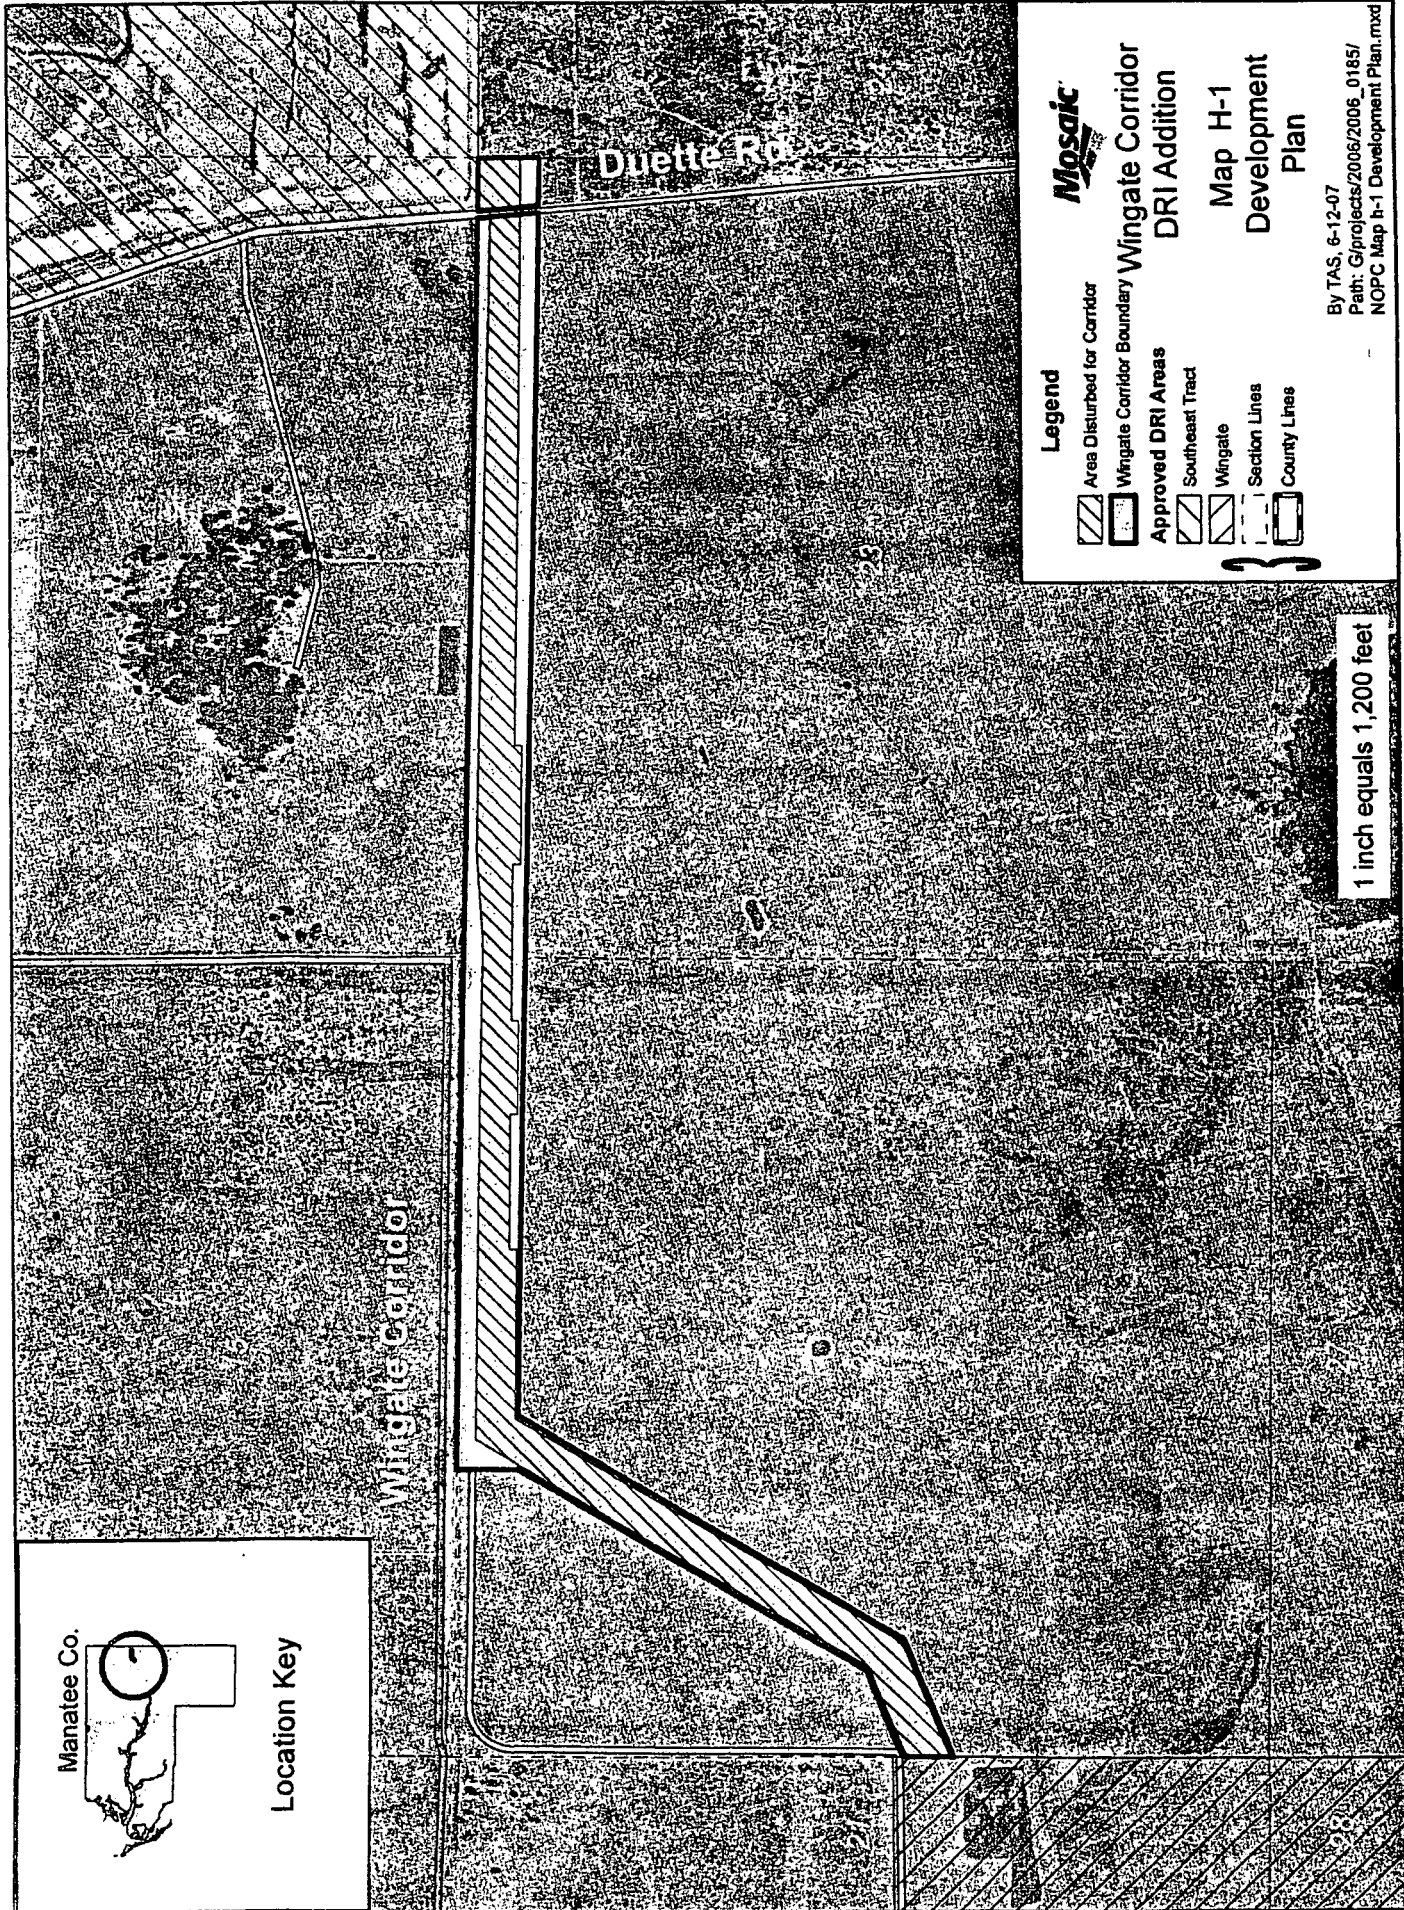 Manatee Co.
Location Key
Wingate Corridor
Duette Rd
23
28
1 inch equals 1,200 feet
Legend
Area Disturbed for Corridor
Wingate Corridor Boundary
Approved DRI Areas
Southeast Tract
Wingate
Section Lines
County Lines
Mosaic
Wingate Corridor
DRI Addition
Map H-1
Development
Plan
By TAS, 6-12-07
Path: G/projects/2006/2006_0185/
NOPC Map h-1 Development Plan.mxd